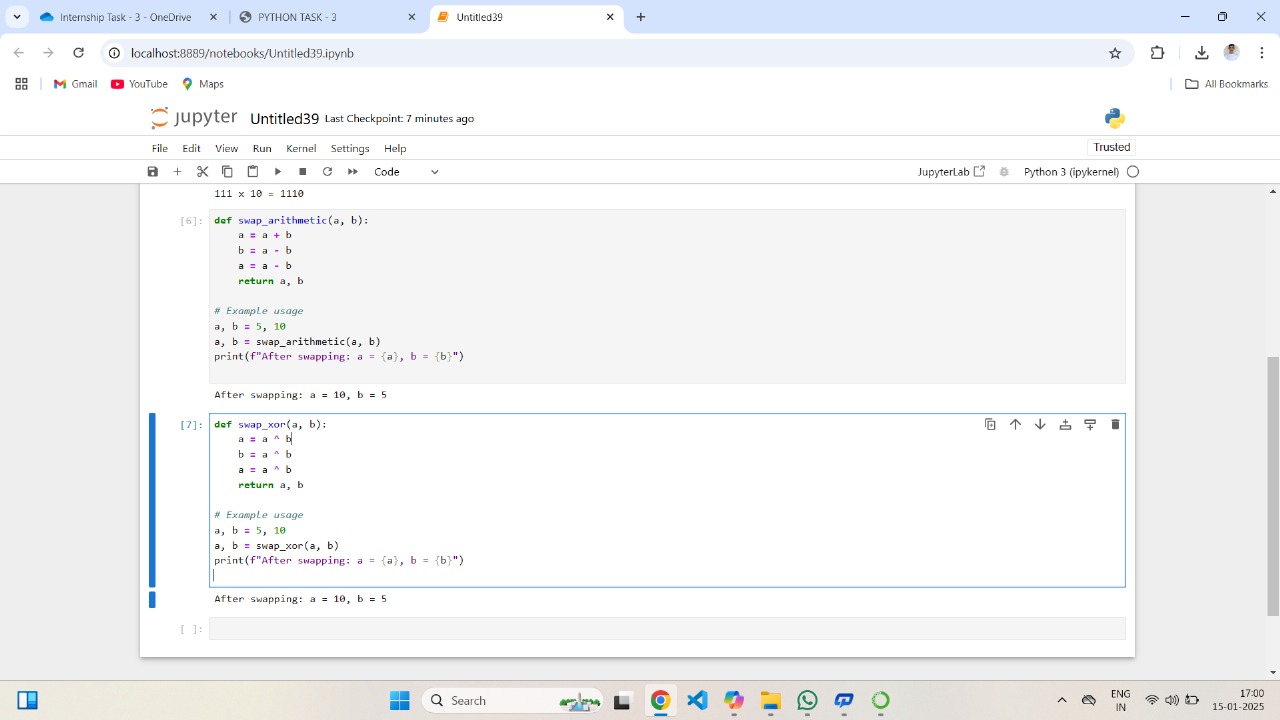 Internship Task - 3 - OneDrive
PYTHON TASK - 3
Untitled39
localhost:8889/notebooks/Untitled39.ipynb
Gmail
YouTube
Maps
All Bookmarks
jupyter
Untitled39
Last Checkpoint: 7 minutes ago
File Edit View Run Kernel Settings Help
Trusted
Code
JupyterLab
Python 3 (ipykernel)
111 x 10 = 1110
[6]:
def swap_arithmetic(a, b):
    a = a + b
    b = a - b
    a = a - b
    return a, b
# Example usage
a, b = 5, 10
a, b = swap_arithmetic(a, b)
print(f"After swapping: a = {a}, b = {b}")
After swapping: a = 10, b = 5
[7]:
def swap_xor(a, b):
    a = a ^ b
    b = a ^ b
    a = a ^ b
    return a, b
# Example usage
a, b = 5, 10
a, b = swap_xor(a, b)
print(f"After swapping: a = {a}, b = {b}")
After swapping: a = 10, b = 5
[ ]:
Search
ENG
IN
17:00
15-01-2025